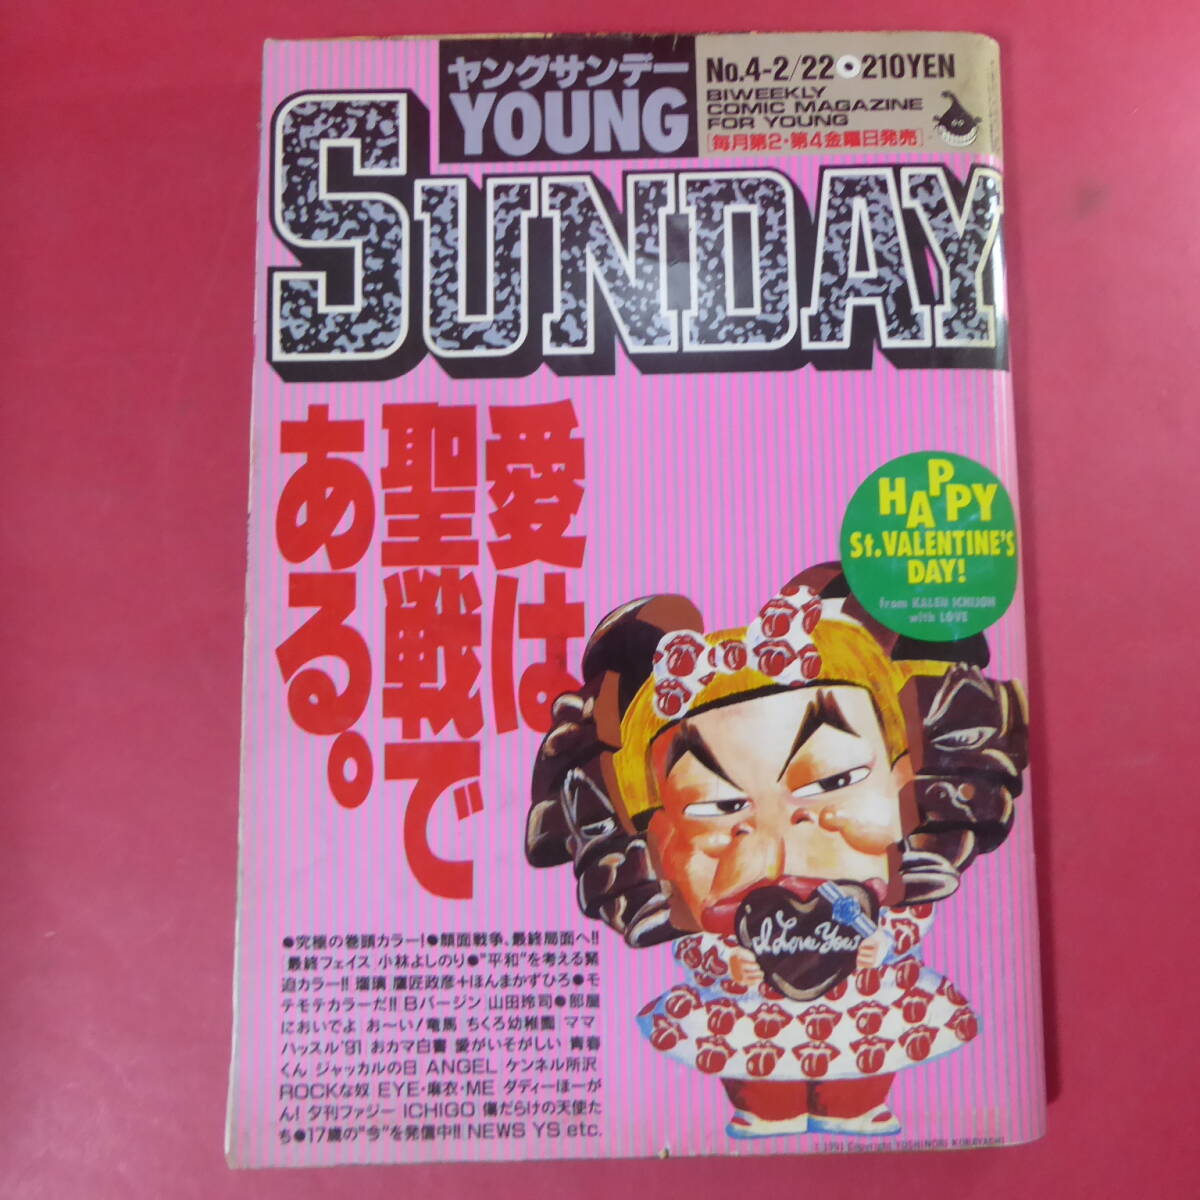 ヤングサンデー
YOUNG
SUNDAY
No.4-2/22●210YEN
BIWEEKLY
COMIC MAGAZINE
FOR YOUNG
[毎月第2・第4金曜日発売]
愛は
聖戦で
ある。
HAPPY
St.VALENTINE'S
DAY!
from KAREN ICHIJOH
with LOVE
I Love You
●究極の巻頭カラー!●顔面戦争、最終局面へ!!
最終フェイス 小林よしのり●"平和"を考える緊
迫カラー!! 瑠璃 鷹匠政彦+ほんまかずひろ●モ
テモテカラーだ!! Bバージン 山田玲司●部屋
においでよ お〜い!竜馬 ちくろ幼稚園 ママ
ハッスル'91 おカマ白書 愛がいそがしい 青春
くん ジャッカルの日 ANGEL ケンネル所沢
ROCKな奴 EYE・麻衣・ME タディーほーが
ん! 夕刊ファジー ICHIGO 傷だらけの天使た
ち●17歳の"今"を発信中!! NEWS YS etc.
©1991 Copyright YOSHINORI KOBAYASHI